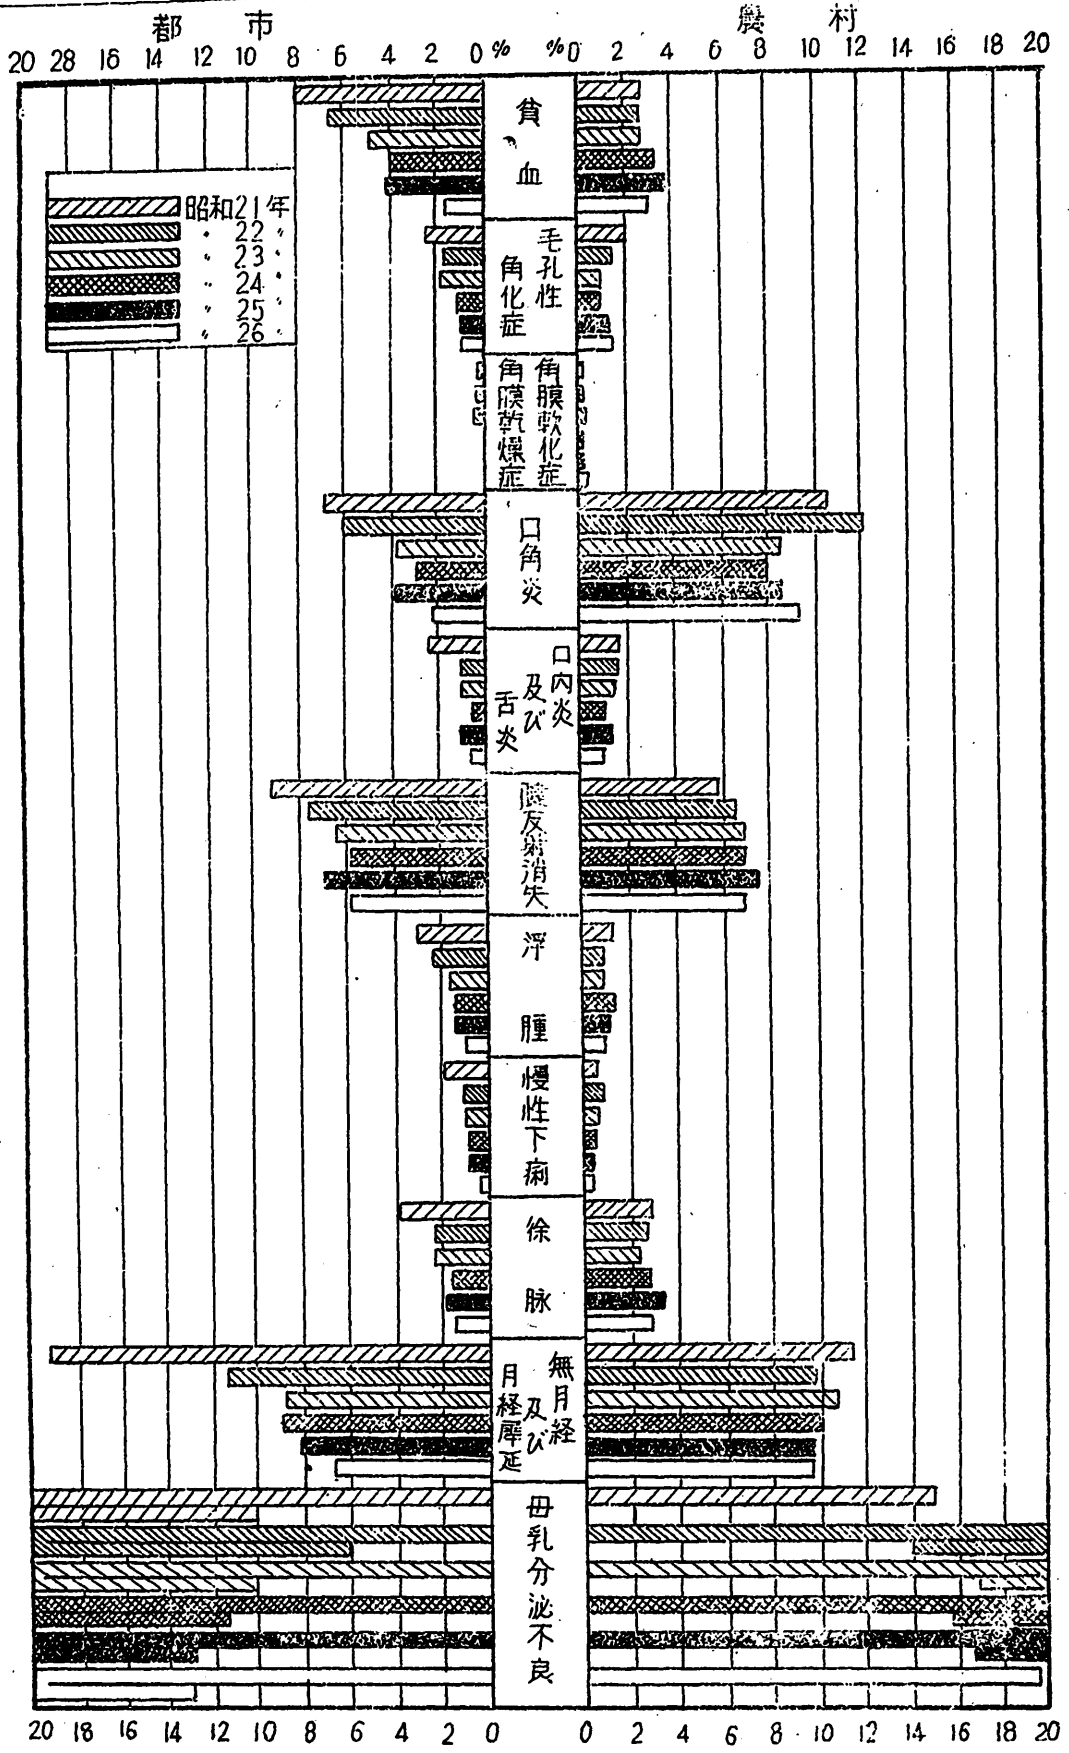 都 市
農 村
20 28 16 14 12 10 8 6 4 2 0 % % 0 2 4 6 8 10 12 14 16 18 20
昭和21年
〃 22 〃
〃 23 〃
〃 24 〃
〃 25 〃
〃 26 〃
貧血
毛孔性
角化症
角膜軟化症
角膜乾燥症
口角炎
口内炎
及び
舌炎
腱反射消失
浮腫
慢性下痢
徐脉
無月経
及び
月経遅延
母乳分泌不良
20 18 16 14 12 10 8 6 4 2 0 0 2 4 6 8 10 12 14 16 18 20